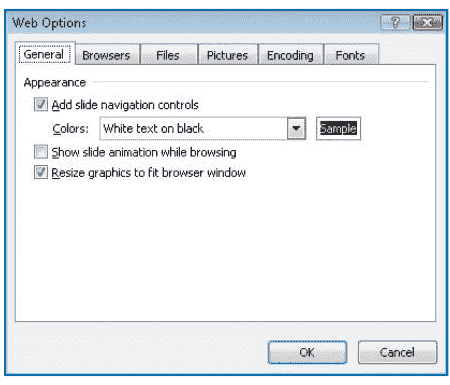 Web Options
?
General Browsers Files Pictures Encoding Fonts
Appearance
Add slide navigation controls
Colors: White text on black Sample
Show slide animation while browsing
Resize graphics to fit browser window
OK Cancel